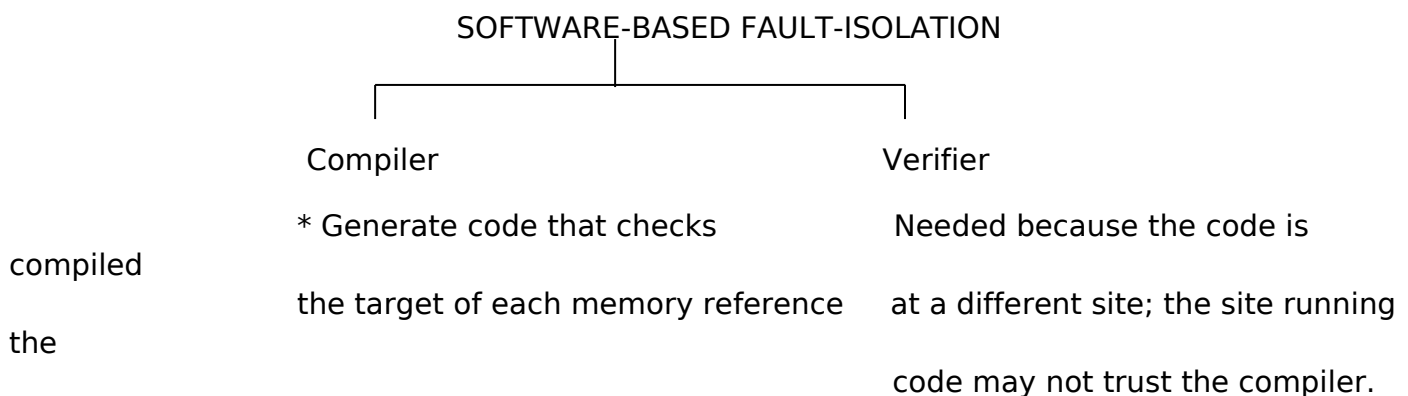 SOFTWARE-BASED FAULT-ISOLATION
Compiler
* Generate code that checks
the target of each memory reference
Verifier
Needed because the code is
compiled
at a different site; the site running
the
code may not trust the compiler.